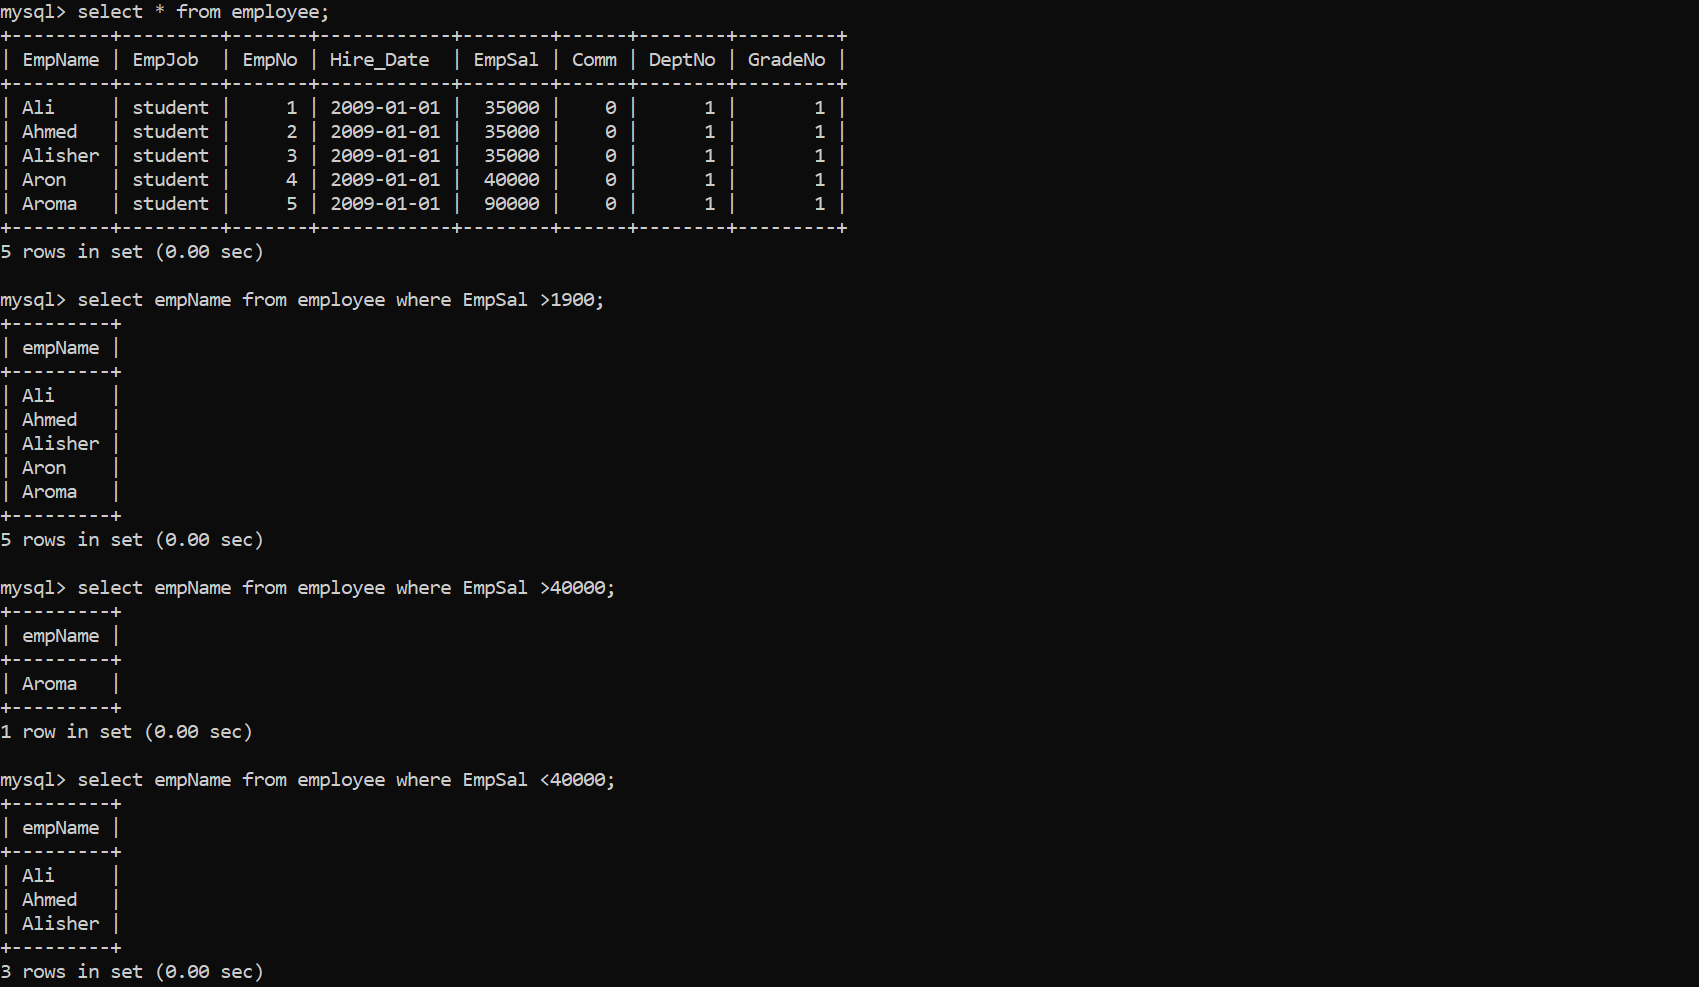 mysql> select * from employee;
+---------+---------+-------+------------+--------+------+--------+---------+
| EmpName | EmpJob  | EmpNo | Hire_Date  | EmpSal | Comm | DeptNo | GradeNo |
+---------+---------+-------+------------+--------+------+--------+---------+
| Ali     | student |     1 | 2009-01-01 |  35000 |    0 |      1 |       1 |
| Ahmed   | student |     2 | 2009-01-01 |  35000 |    0 |      1 |       1 |
| Alisher | student |     3 | 2009-01-01 |  35000 |    0 |      1 |       1 |
| Aron    | student |     4 | 2009-01-01 |  40000 |    0 |      1 |       1 |
| Aroma   | student |     5 | 2009-01-01 |  90000 |    0 |      1 |       1 |
+---------+---------+-------+------------+--------+------+--------+---------+
5 rows in set (0.00 sec)

mysql> select empName from employee where EmpSal >1900;
+---------+
| empName |
+---------+
| Ali     |
| Ahmed   |
| Alisher |
| Aron    |
| Aroma   |
+---------+
5 rows in set (0.00 sec)

mysql> select empName from employee where EmpSal >40000;
+---------+
| empName |
+---------+
| Aroma   |
+---------+
1 row in set (0.00 sec)

mysql> select empName from employee where EmpSal <40000;
+---------+
| empName |
+---------+
| Ali     |
| Ahmed   |
| Alisher |
+---------+
3 rows in set (0.00 sec)